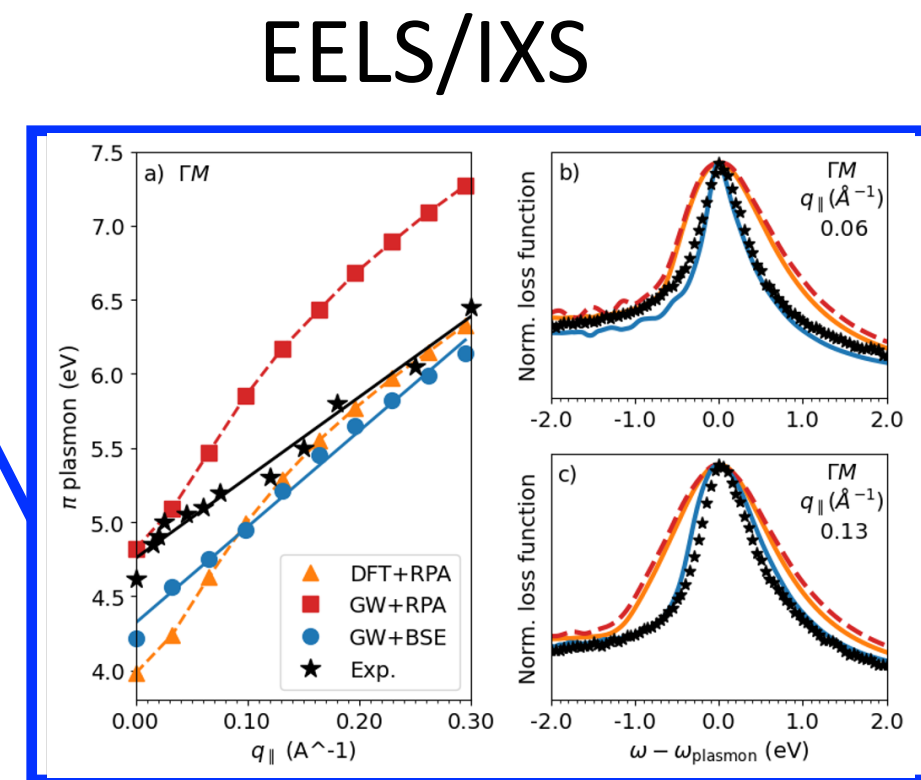 EELS/IXS
a) ΓM
7.5
7.0
6.5
6.0
5.5
5.0
4.5
4.0
π plasmon (eV)
DFT+RPA
GW+RPA
GW+BSE
Exp.
0.00 0.10 0.20 0.30
q∥ (A^-1)
b)
ΓM
q∥(Å⁻¹)
0.06
Norm. loss function
-2.0 -1.0 0.0 1.0 2.0
c)
ΓM
q∥(Å⁻¹)
0.13
Norm. loss function
-2.0 -1.0 0.0 1.0 2.0
ω − ωplasmon (eV)